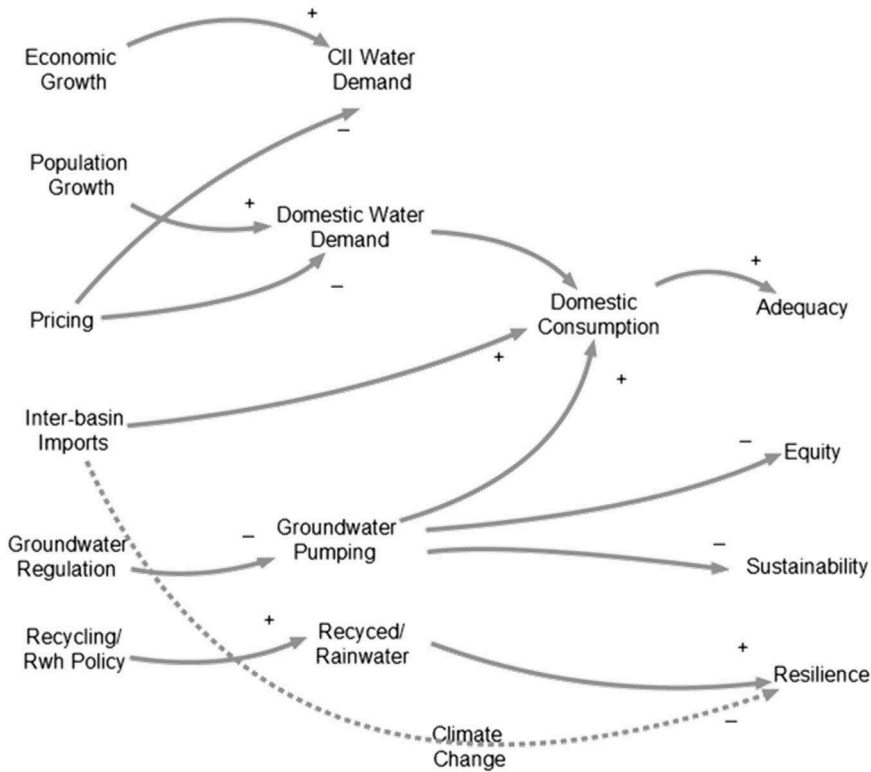 +
Economic
Growth
CII Water
Demand
–
Population
Growth
+
Domestic Water
Demand
–
Pricing
Domestic
Consumption
+
Adequacy
+
+
Inter-basin
Imports
–
Equity
Groundwater
Regulation
–
Groundwater
Pumping
–
Sustainability
Recycling/
Rwh Policy
+
Recyced/
Rainwater
+
Resilience
–
Climate
Change